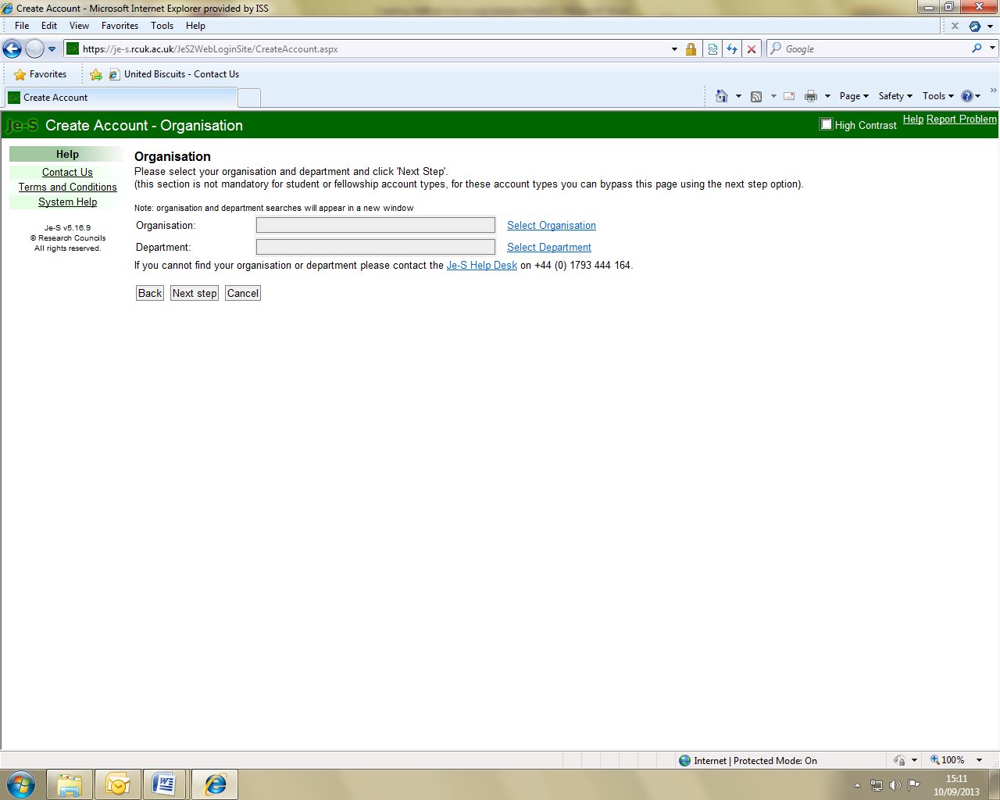 Create Account - Microsoft Internet Explorer provided by ISS
File Edit View Favorites Tools Help
https://je-s.rcuk.ac.uk/JeS2WebLoginSite/CreateAccount.aspx
Google
Favorites United Biscuits - Contact Us
Create Account
Page Safety Tools
Je-S Create Account - Organisation
High Contrast Help Report Problem
Help
Contact Us
Terms and Conditions
System Help
Je-S v5.16.9
© Research Councils
All rights reserved.
Organisation
Please select your organisation and department and click 'Next Step'.
(this section is not mandatory for student or fellowship account types, for these account types you can bypass this page using the next step option).
Note: organisation and department searches will appear in a new window
Organisation: Select Organisation
Department: Select Department
If you cannot find your organisation or department please contact the Je-S Help Desk on +44 (0) 1793 444 164.
Back Next step Cancel
Internet | Protected Mode: On
100%
15:11
10/09/2013